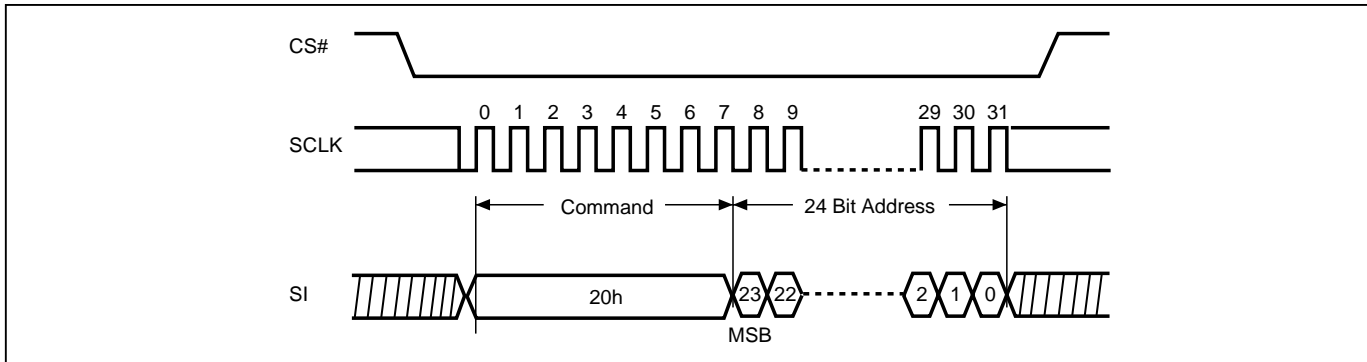 CS#
0 1 2 3 4 5 6 7 8 9 29 30 31
SCLK
Command 24 Bit Address
SI 20h 23 22 2 1 0
MSB